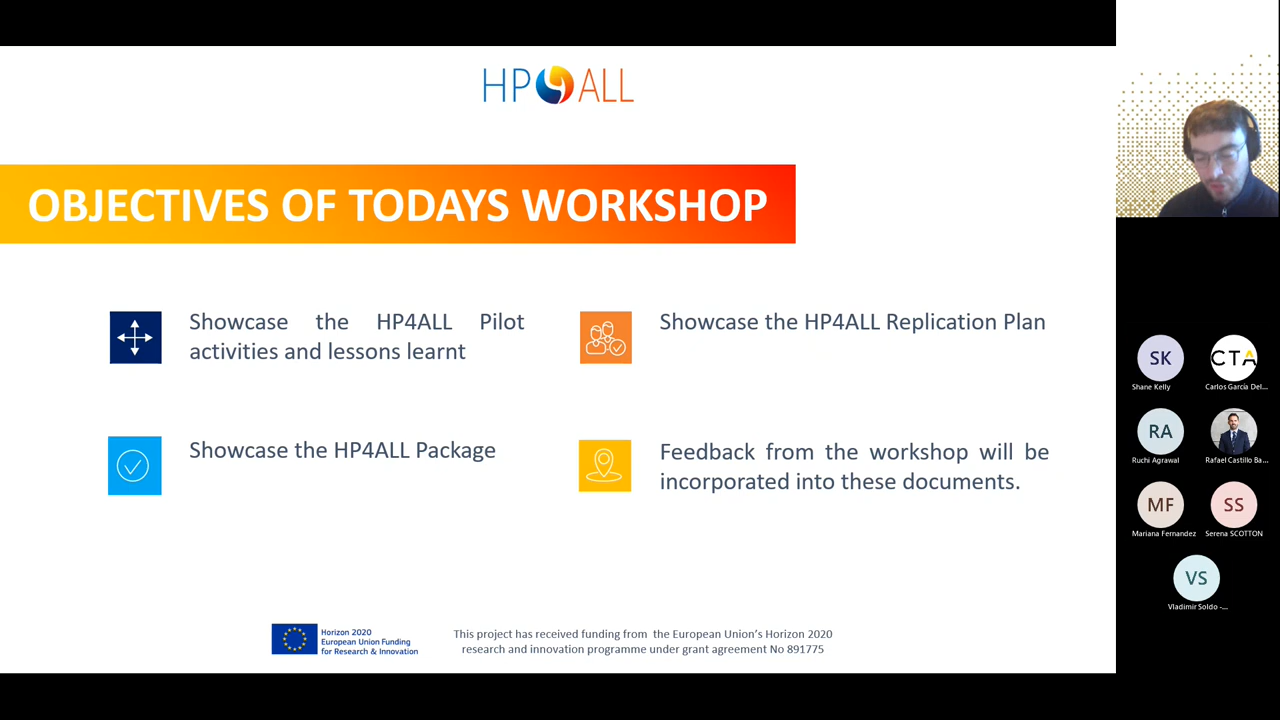 HP4ALL
OBJECTIVES OF TODAYS WORKSHOP
Showcase the HP4ALL Pilot
activities and lessons learnt
Showcase the HP4ALL Replication Plan
Showcase the HP4ALL Package
Feedback from the workshop will be
incorporated into these documents.
Horizon 2020
European Union Funding
for Research & Innovation
This project has received funding from the European Union's Horizon 2020
research and innovation programme under grant agreement No 891775
SK
CTA
Shane Kelly
Carlos García Del...
RA
Ruchi Agrawal
Rafael Castillo Ba...
MF
SS
Mariana Fernandez
Serena SCOTTON
VS
Vladimir Soldo -...